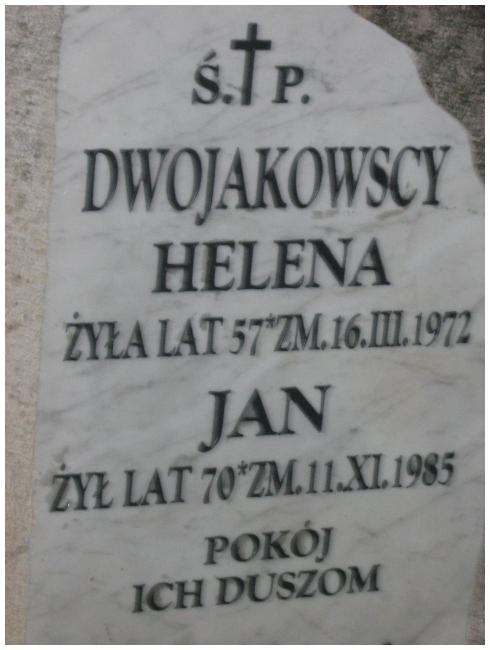 Ś.†P.
DWOJAKOWSCY
HELENA
ŻYŁA LAT 57*ZM.16.III.1972
JAN
ŻYŁ LAT 70*ZM.11.XI.1985
POKÓJ
ICH DUSZOM